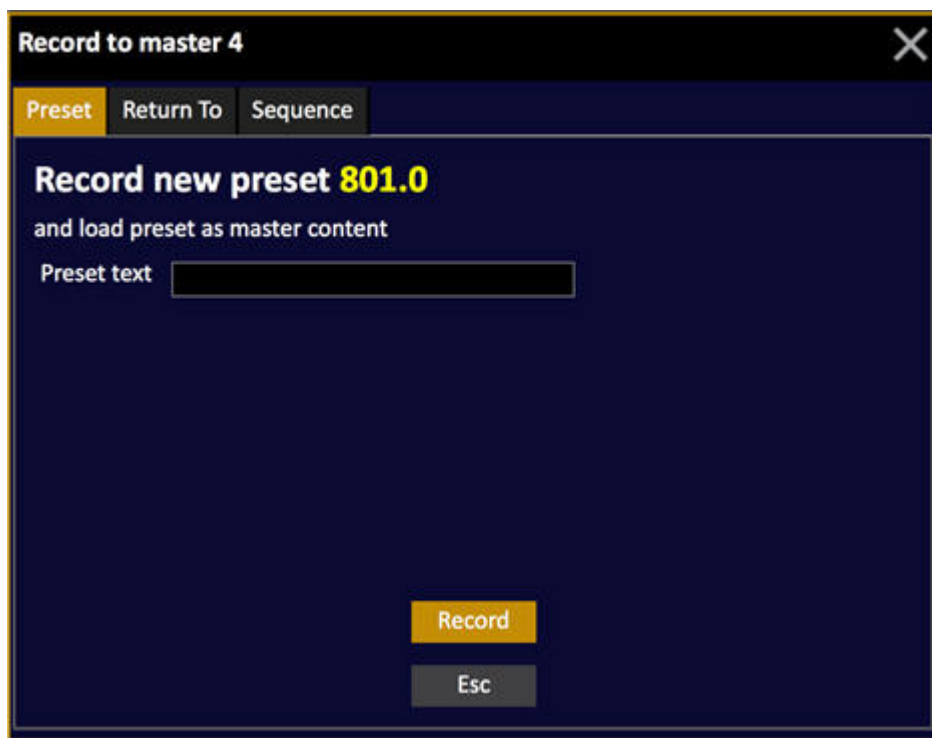 Record to master 4
Preset Return To Sequence
Record new preset 801.0
and load preset as master content
Preset text
Record
Esc